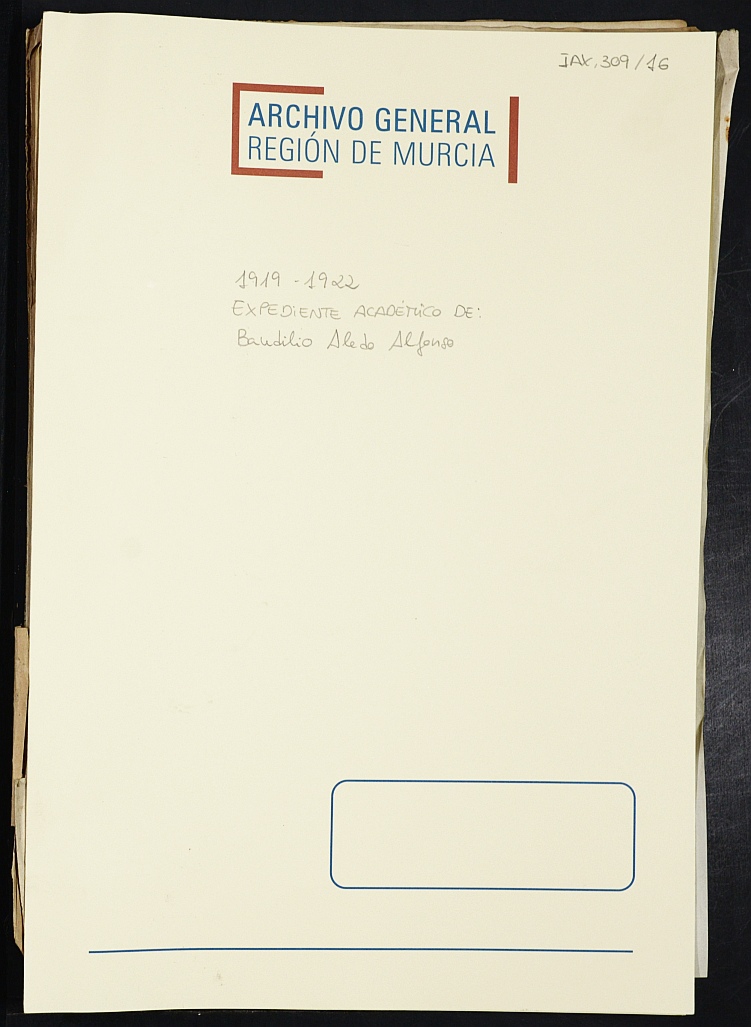 IAX, 309 / 16
ARCHIVO GENERAL
REGIÓN DE MURCIA
1919 - 1922
EXPEDIENTE ACADÉMICO DE:
Baudilio Aledo Alfonso